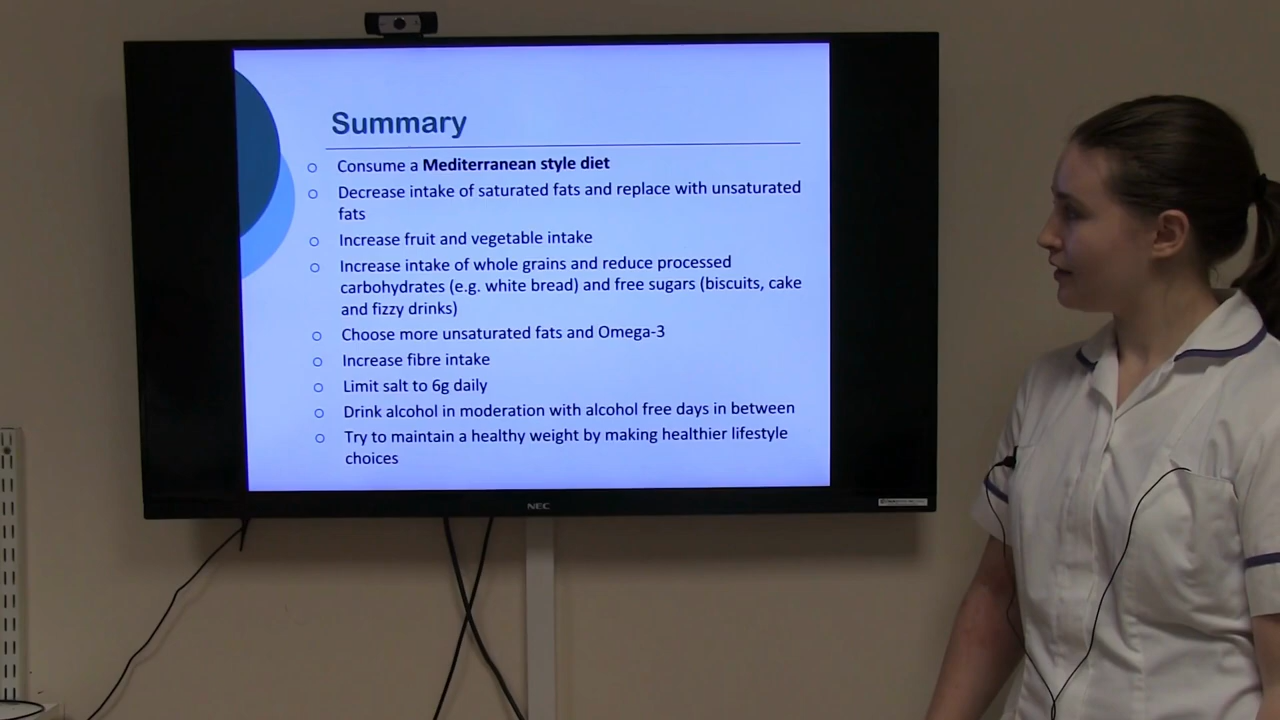 Summary
Consume a Mediterranean style diet
Decrease intake of saturated fats and replace with unsaturated
fats
Increase fruit and vegetable intake
Increase intake of whole grains and reduce processed
carbohydrates (e.g. white bread) and free sugars (biscuits, cake
and fizzy drinks)
Choose more unsaturated fats and Omega-3
Increase fibre intake
Limit salt to 6g daily
Drink alcohol in moderation with alcohol free days in between
Try to maintain a healthy weight by making healthier lifestyle
choices
NEC